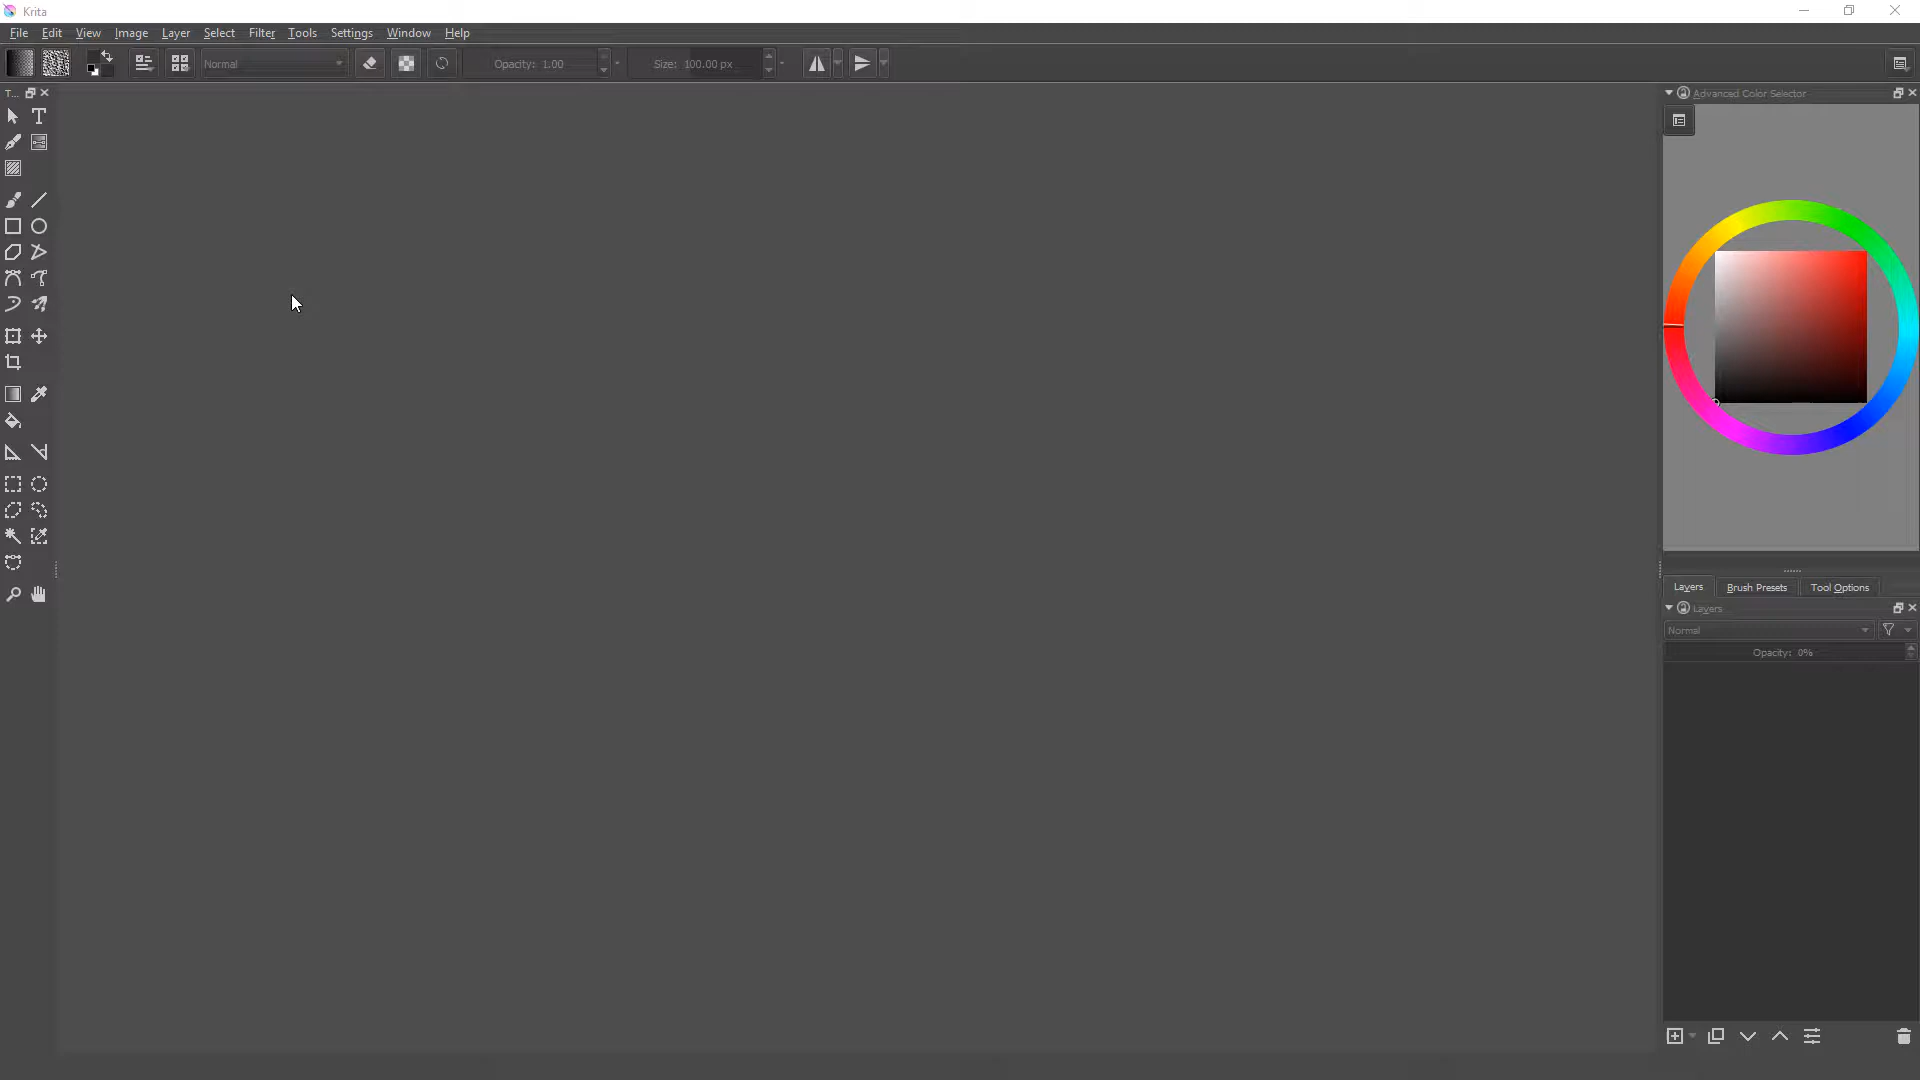 Krita
File Edit View Image Layer Select Filter Tools Settings Window Help
Normal Opacity: 1.00 Size: 100.00 px
T... Advanced Color Selector
Layers Brush Presets Tool Options
Layers
Normal
Opacity: 0%